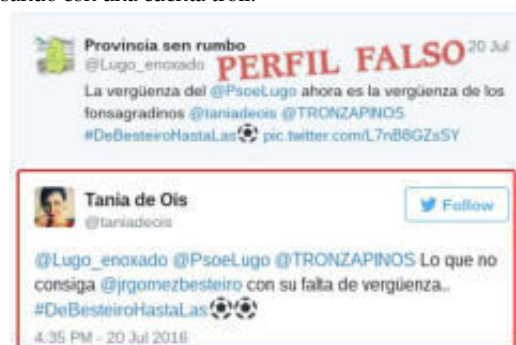 Provincia sen rumbo
20 Jul
@Lugo_enoxado
PERFIL FALSO
La vergüenza del @PsoeLugo ahora es la vergüenza de los
fonsagradinos @taniadeois @TRONZAPINOS
#DeBesteiroHastaLas⚽ pic.twitter.com/L7nB8GZsSY
Tania de Ois
Follow
@taniadeois
@Lugo_enoxado @PsoeLugo @TRONZAPINOS Lo que no
consiga @jrgomezbesteiro con su falta de vergüenza..
#DeBesteiroHastaLas⚽⚽
4:35 PM - 20 Jul 2016